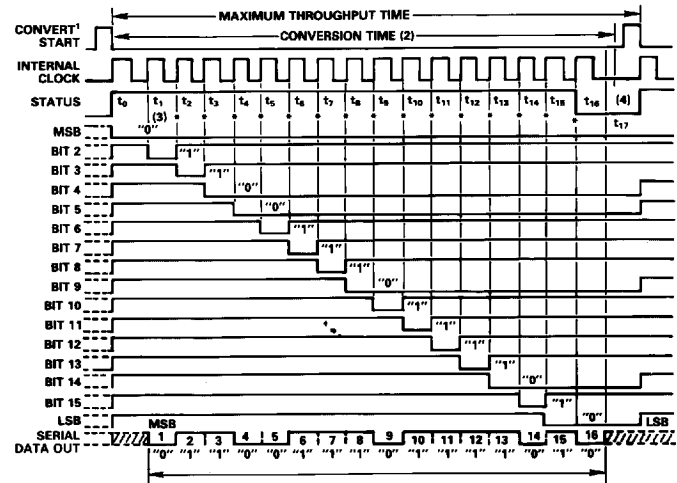 MAXIMUM THROUGHPUT TIME
CONVERT¹ START
CONVERSION TIME (2)
INTERNAL CLOCK
STATUS t0 t1 t2 t3 t4 t5 t6 t7 t8 t9 t10 t11 t12 t13 t14 t15 t16 (4)
(3) t17
MSB "0"
BIT 2 "1"
BIT 3 "1"
BIT 4 "0"
BIT 5 "0"
BIT 6 "1"
BIT 7 "1"
BIT 8 "1"
BIT 9 "0"
BIT 10 "1"
BIT 11 "1"
BIT 12 "1"
BIT 13 "1"
BIT 14 "0"
BIT 15 "1"
LSB "0"
MSB LSB
SERIAL DATA OUT 1 2 3 4 5 6 7 8 9 10 11 12 13 14 15 16
"0" "1" "1" "0" "0" "1" "1" "1" "0" "1" "1" "1" "1" "0" "1" "0"